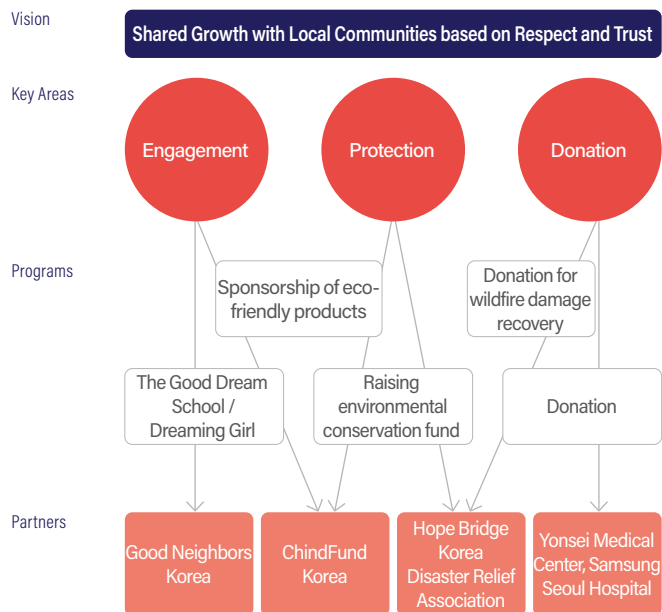 Vision
Shared Growth with Local Communities based on Respect and Trust
Key Areas
Engagement
Protection
Donation
Programs
Sponsorship of eco-
friendly products
Donation for
wildfire damage
recovery
The Good Dream
School /
Dreaming Girl
Raising
environmental
conservation fund
Donation
Partners
Good Neighbors
Korea
ChindFund
Korea
Hope Bridge
Korea
Disaster Relief
Association
Yonsei Medical
Center, Samsung
Seoul Hospital